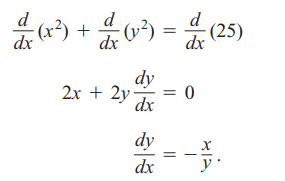 d/dx (x²) + d/dx (y²) = d/dx (25)
2x + 2y dy/dx = 0
dy/dx = −x/y.